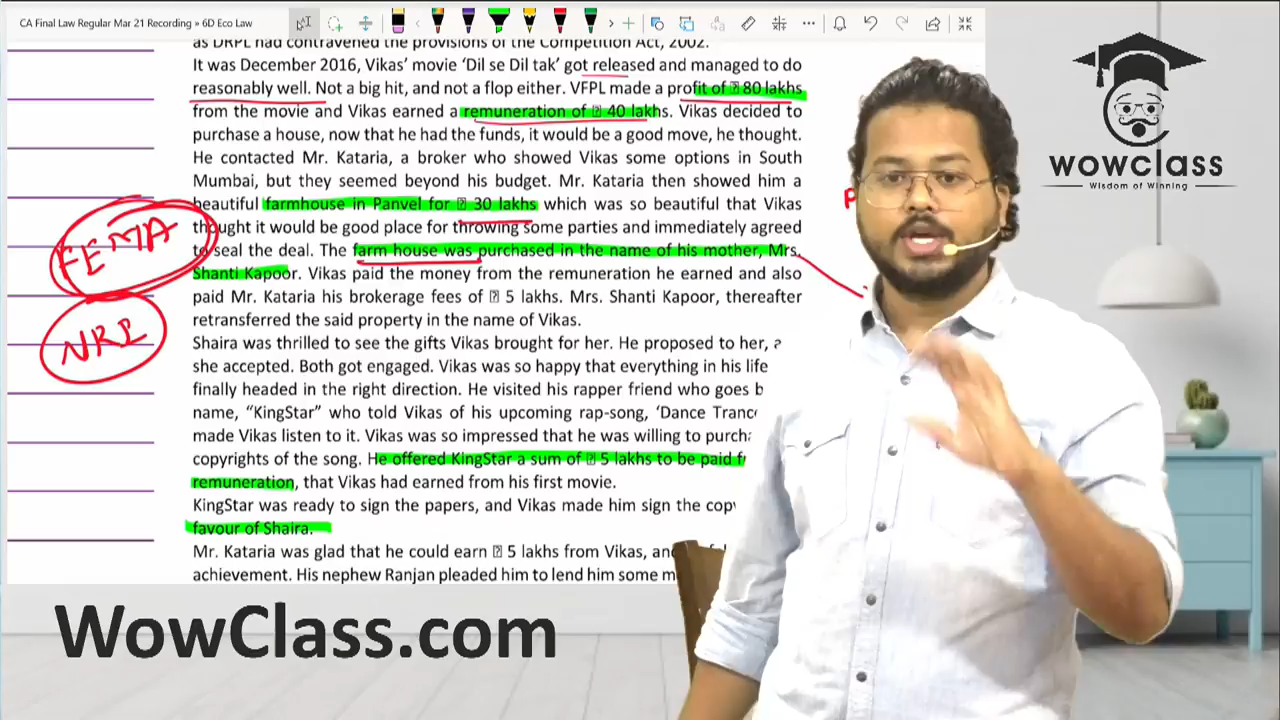 CA Final Law Regular Mar 21 Recording » 6D Eco Law
as DRPL had contravened the provisions of the Competition Act, 2002.
It was December 2016, Vikas' movie 'Dil se Dil tak' got released and managed to do
reasonably well. Not a big hit, and not a flop either. VFPL made a profit of 80 lakhs
from the movie and Vikas earned a remuneration of 40 lakhs. Vikas decided to
purchase a house, now that he had the funds, it would be a good move, he thought.
He contacted Mr. Kataria, a broker who showed Vikas some options in South
Mumbai, but they seemed beyond his budget. Mr. Kataria then showed him a
beautiful farmhouse in Panvel for 30 lakhs which was so beautiful that Vikas
thought it would be good place for throwing some parties and immediately agreed
to seal the deal. The farm house was purchased in the name of his mother, Mrs.
Shanti Kapoor. Vikas paid the money from the remuneration he earned and also
paid Mr. Kataria his brokerage fees of 5 lakhs. Mrs. Shanti Kapoor, thereafter
retransferred the said property in the name of Vikas.
Shaira was thrilled to see the gifts Vikas brought for her. He proposed to her,
she accepted. Both got engaged. Vikas was so happy that everything in his life
finally headed in the right direction. He visited his rapper friend who goes b
name, "KingStar" who told Vikas of his upcoming rap-song, 'Dance Tranc
made Vikas listen to it. Vikas was so impressed that he was willing to purch
copyrights of the song. He offered KingStar a sum of 5 lakhs to be paid f
remuneration, that Vikas had earned from his first movie.
KingStar was ready to sign the papers, and Vikas made him sign the cop
favour of Shaira.
Mr. Kataria was glad that he could earn 5 lakhs from Vikas, and
achievement. His nephew Ranjan pleaded him to lend him some m
FEMA
NRI
wowclass
Wisdom of Winning
WowClass.com